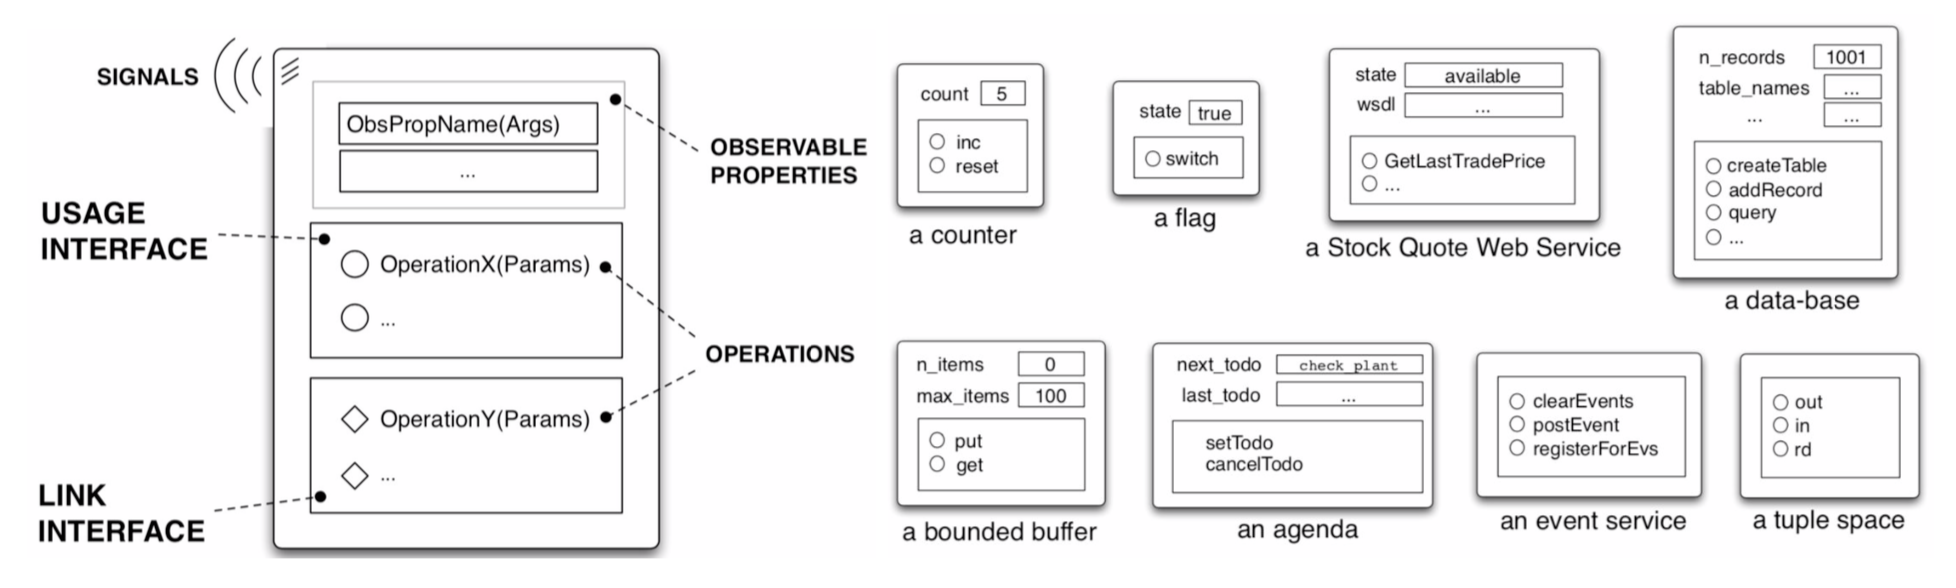 SIGNALS
ObsPropName(Args)
...
OBSERVABLE
PROPERTIES
USAGE
INTERFACE
OperationX(Params)
...
OPERATIONS
OperationY(Params)
...
LINK
INTERFACE
count 5
inc
reset
a counter
state true
switch
a flag
state available
wsdl ...
GetLastTradePrice
...
a Stock Quote Web Service
n_records 1001
table_names ...
... ...
createTable
addRecord
query
...
a data-base
n_items 0
max_items 100
put
get
a bounded buffer
next_todo check_plant
last_todo ...
setTodo
cancelTodo
an agenda
clearEvents
postEvent
registerForEvs
an event service
out
in
rd
a tuple space